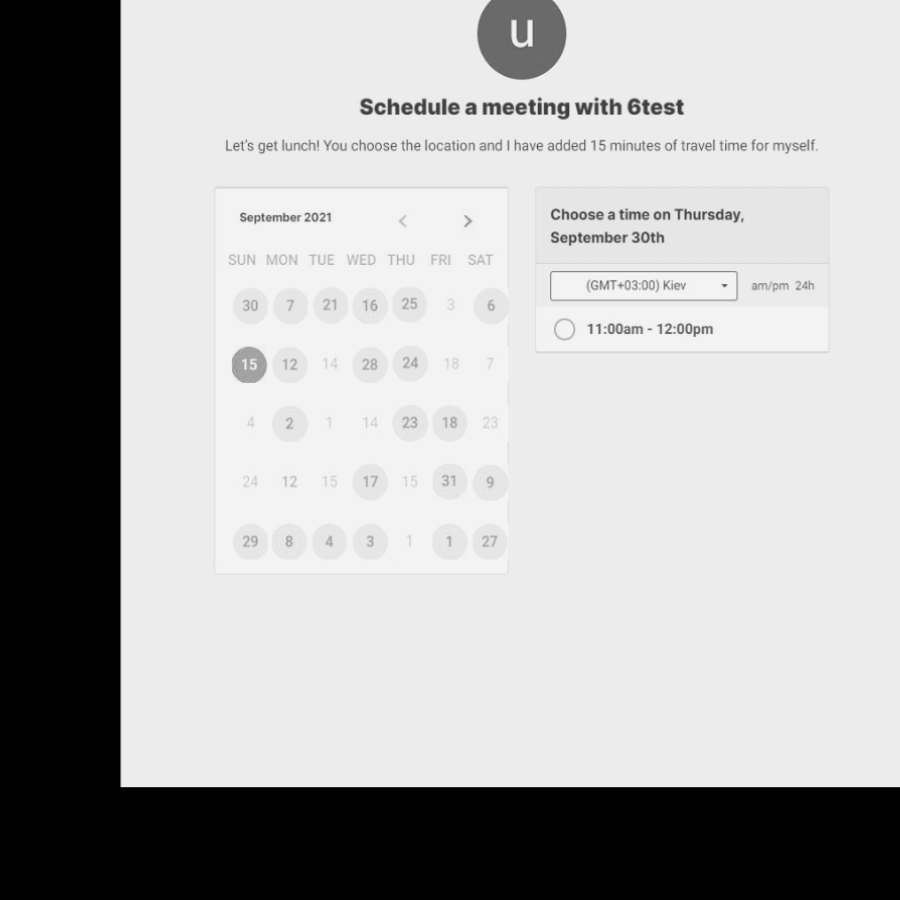 u
Schedule a meeting with 6test
Let's get lunch! You choose the location and I have added 15 minutes of travel time for myself.
September 2021
SUN MON TUE WED THU FRI SAT
30 7 21 16 25 3 6
15 12 14 28 24 18 7
4 2 1 14 23 18 23
24 12 15 17 15 31 9
29 8 4 3 1 1 27
Choose a time on Thursday,
September 30th
(GMT+03:00) Kiev am/pm 24h
11:00am - 12:00pm